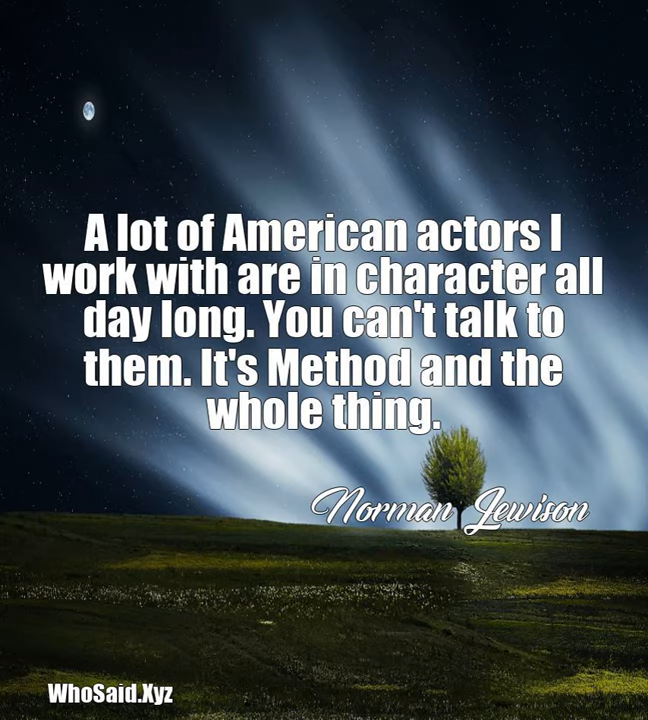 A lot of American actors I
work with are in character all
day long. You can't talk to
them. It's Method and the
whole thing.
Norman Jewison
WhoSaid.Xyz